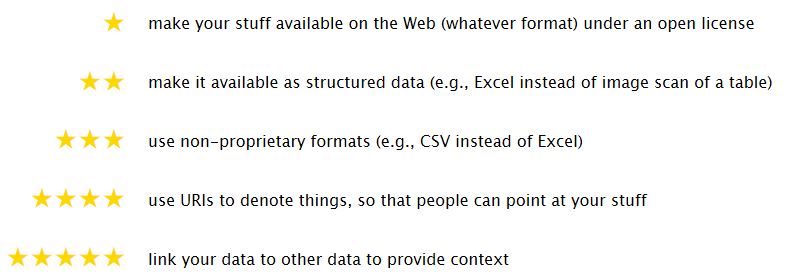 make your stuff available on the Web (whatever format) under an open license
make it available as structured data (e.g., Excel instead of image scan of a table)
use non-proprietary formats (e.g., CSV instead of Excel)
use URIs to denote things, so that people can point at your stuff
link your data to other data to provide context